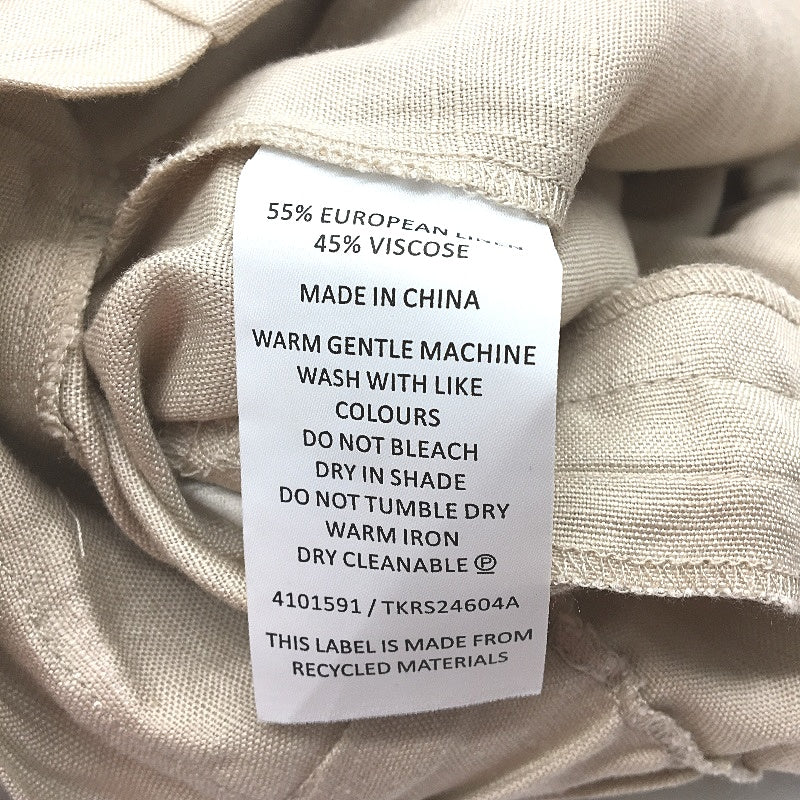 55% EUROPEAN LINEN
45% VISCOSE
MADE IN CHINA
WARM GENTLE MACHINE
WASH WITH LIKE
COLOURS
DO NOT BLEACH
DRY IN SHADE
DO NOT TUMBLE DRY
WARM IRON
DRY CLEANABLE Ⓟ
4101591 / TKRS24604A
THIS LABEL IS MADE FROM
RECYCLED MATERIALS